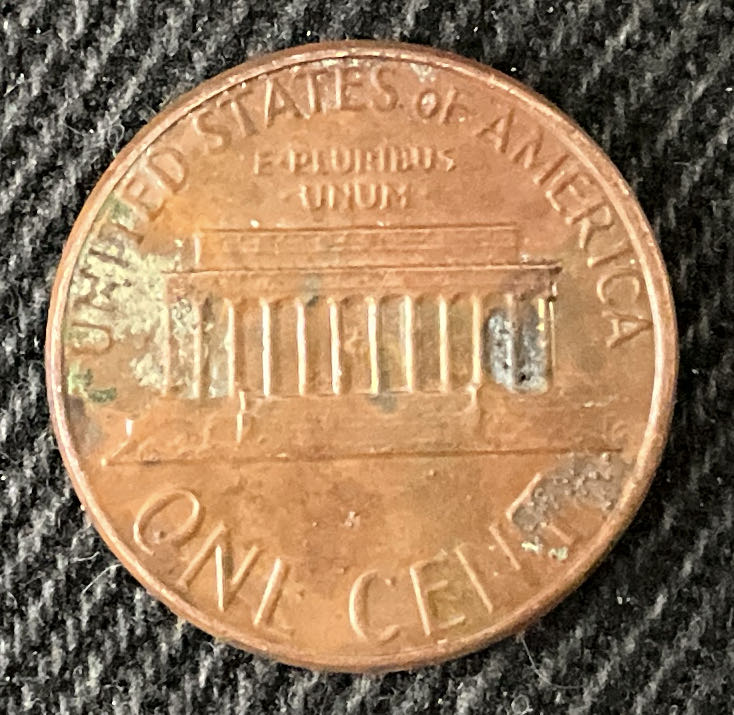 UNITED STATES OF AMERICA
E·PLURIBUS
UNUM
ONE CENT